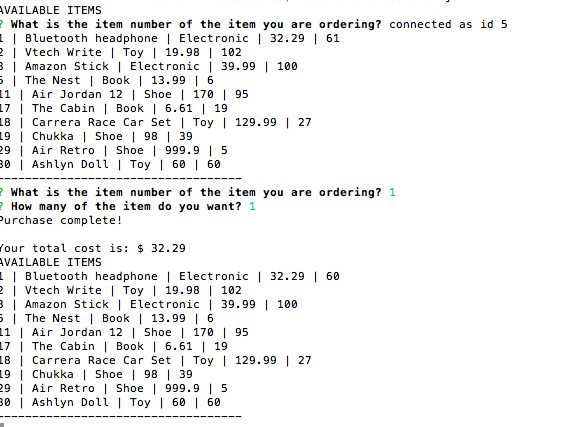 AVAILABLE ITEMS
? What is the item number of the item you are ordering? connected as id 5
1 | Bluetooth headphone | Electronic | 32.29 | 61
2 | Vtech Write | Toy | 19.98 | 102
3 | Amazon Stick | Electronic | 39.99 | 100
5 | The Nest | Book | 13.99 | 6
11 | Air Jordan 12 | Shoe | 170 | 95
17 | The Cabin | Book | 6.61 | 19
18 | Carrera Race Car Set | Toy | 129.99 | 27
19 | Chukka | Shoe | 98 | 39
29 | Air Retro | Shoe | 999.9 | 5
30 | Ashlyn Doll | Toy | 60 | 60
------------------------------------
? What is the item number of the item you are ordering? 1
? How many of the item do you want? 1
Purchase complete!
Your total cost is: $ 32.29
AVAILABLE ITEMS
1 | Bluetooth headphone | Electronic | 32.29 | 60
2 | Vtech Write | Toy | 19.98 | 102
3 | Amazon Stick | Electronic | 39.99 | 100
5 | The Nest | Book | 13.99 | 6
11 | Air Jordan 12 | Shoe | 170 | 95
17 | The Cabin | Book | 6.61 | 19
18 | Carrera Race Car Set | Toy | 129.99 | 27
19 | Chukka | Shoe | 98 | 39
29 | Air Retro | Shoe | 999.9 | 5
30 | Ashlyn Doll | Toy | 60 | 60
------------------------------------